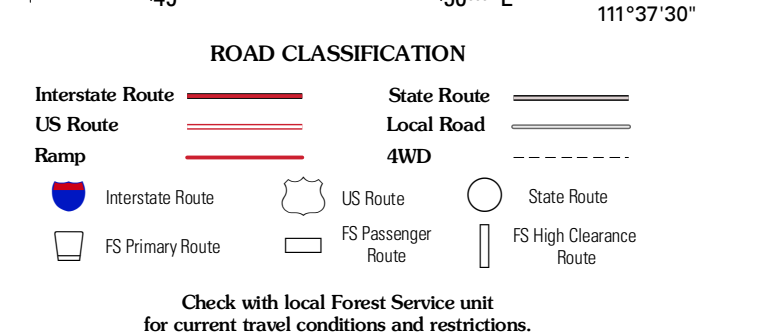 111°37'30"
ROAD CLASSIFICATION
Interstate Route State Route
US Route Local Road
Ramp 4WD
Interstate Route US Route State Route
FS Primary Route FS Passenger Route FS High Clearance Route
Check with local Forest Service unit
for current travel conditions and restrictions.